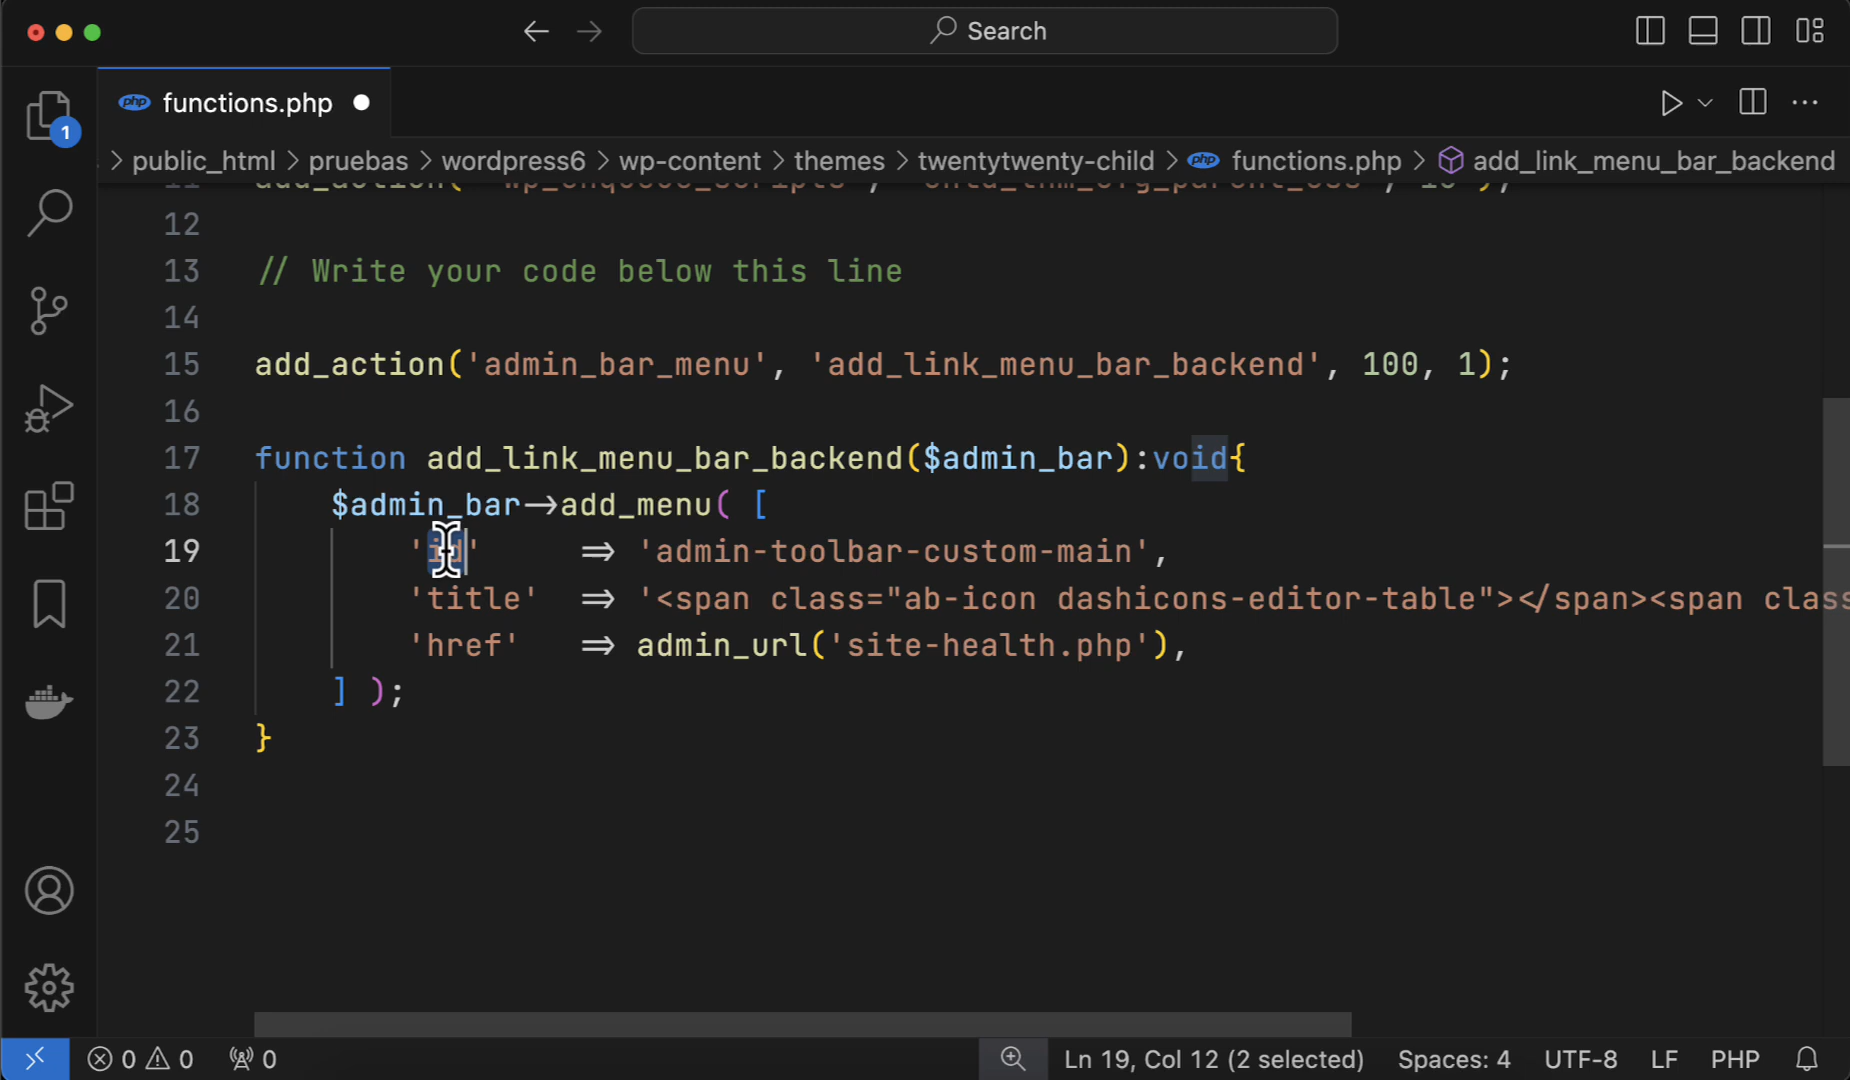 Search
php functions.php
1
> public_html > pruebas > wordpress6 > wp-content > themes > twentytwenty-child > php functions.php > add_link_menu_bar_backend
12
13 // Write your code below this line
14
15 add_action('admin_bar_menu', 'add_link_menu_bar_backend', 100, 1);
16
17 function add_link_menu_bar_backend($admin_bar):void{
18 $admin_bar->add_menu( [
19 'id' => 'admin-toolbar-custom-main',
20 'title' => '<span class="ab-icon dashicons-editor-table"></span><span class
21 'href' => admin_url('site-health.php'),
22 ] );
23 }
24
25
0 0 0 Ln 19, Col 12 (2 selected) Spaces: 4 UTF-8 LF PHP